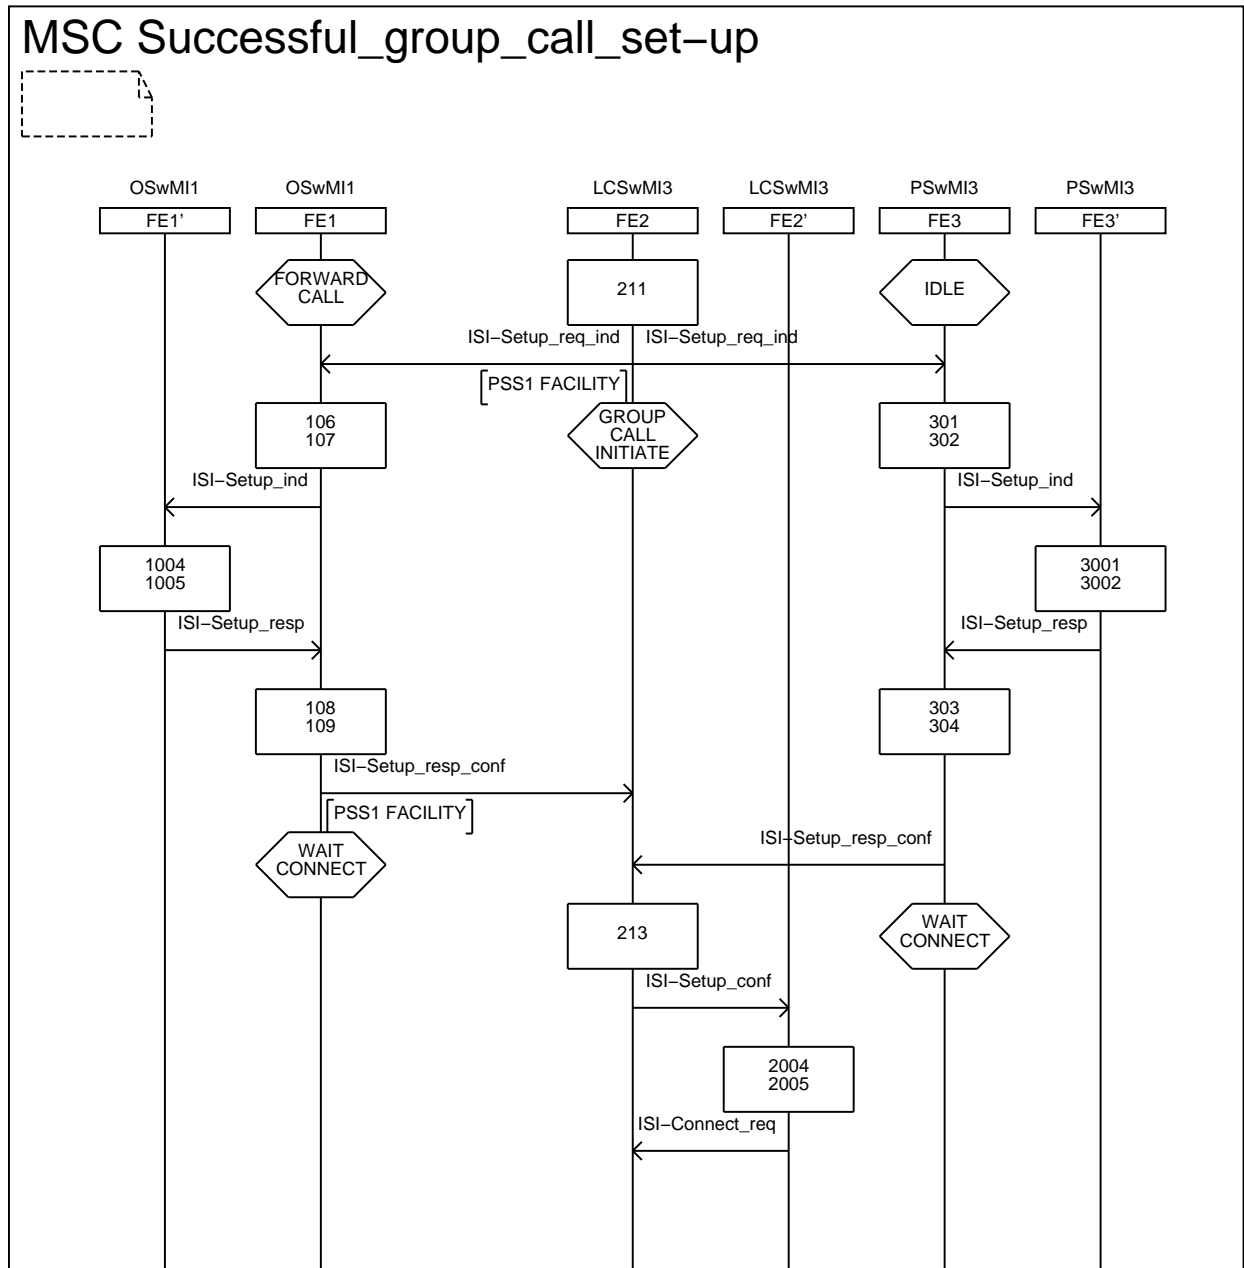 MSC Successful_group_call_set−up
OSwMI1 OSwMI1 LCSwMI3 LCSwMI3 PSwMI3 PSwMI3
FE1' FE1 FE2 FE2' FE3 FE3'
FORWARD
CALL
211
IDLE
ISI−Setup_req_ind ISI−Setup_req_ind
PSS1 FACILITY
106
107
GROUP
CALL
INITIATE
301
302
ISI−Setup_ind ISI−Setup_ind
1004
1005
3001
3002
ISI−Setup_resp ISI−Setup_resp
108
109
303
304
ISI−Setup_resp_conf
PSS1 FACILITY
ISI−Setup_resp_conf
WAIT
CONNECT
213
WAIT
CONNECT
ISI−Setup_conf
2004
2005
ISI−Connect_req